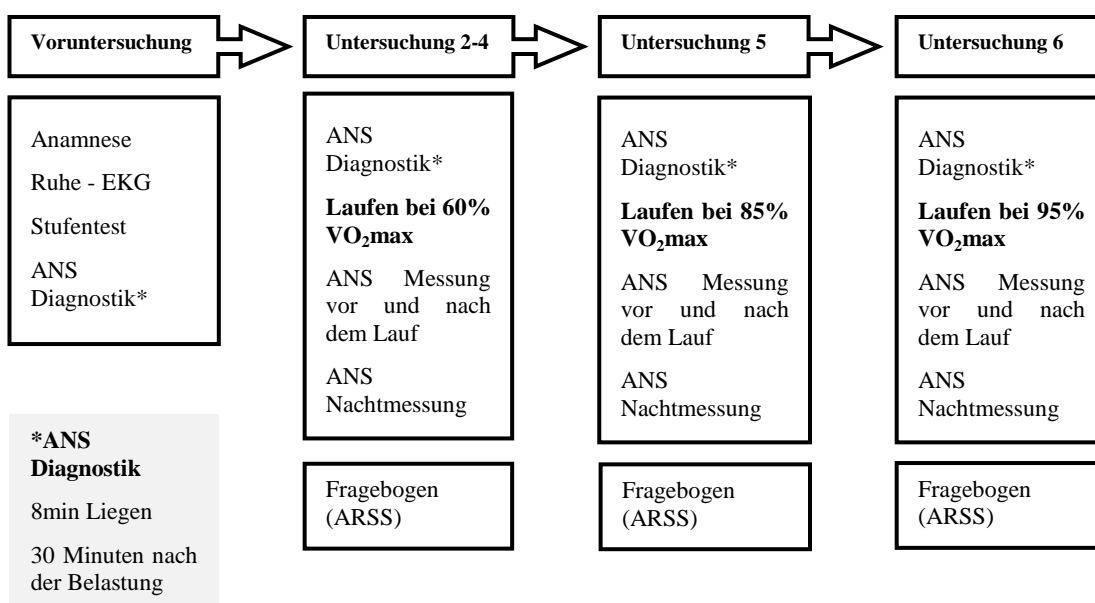 Voruntersuchung
Anamnese
Ruhe - EKG
Stufentest
ANS
Diagnostik*
*ANS
Diagnostik
8min Liegen
30 Minuten nach
der Belastung
Untersuchung 2-4
ANS
Diagnostik*
Laufen bei 60%
VO₂max
ANS Messung
vor und nach
dem Lauf
ANS
Nachtmessung
Fragebogen
(ARSS)
Untersuchung 5
ANS
Diagnostik*
Laufen bei 85%
VO₂max
ANS Messung
vor und nach
dem Lauf
ANS
Nachtmessung
Fragebogen
(ARSS)
Untersuchung 6
ANS
Diagnostik*
Laufen bei 95%
VO₂max
ANS Messung
vor und nach
dem Lauf
ANS
Nachtmessung
Fragebogen
(ARSS)